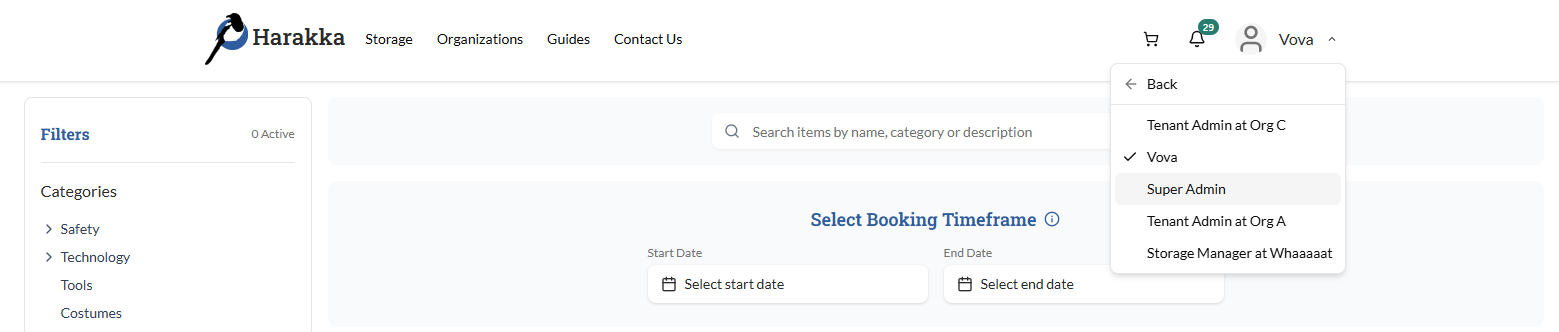 Harakka
Storage
Organizations
Guides
Contact Us
29
Vova
Back
Tenant Admin at Org C
Vova
Super Admin
Tenant Admin at Org A
Storage Manager at Whaaaaat
Filters
0 Active
Categories
Safety
Technology
Tools
Costumes
Search items by name, category or description
Select Booking Timeframe
Start Date
Select start date
End Date
Select end date